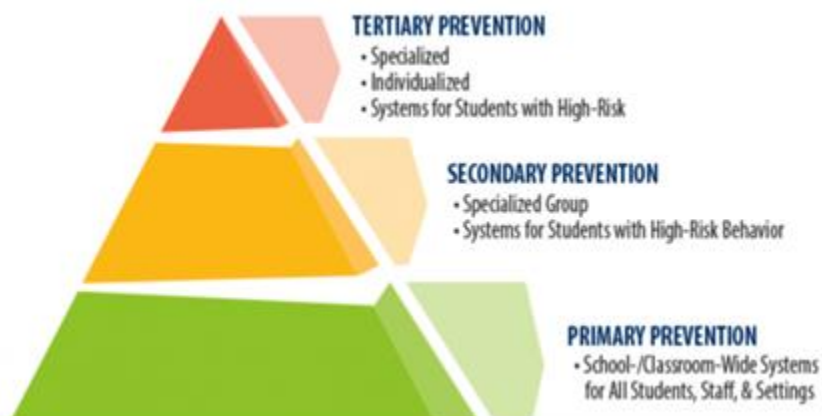 TERTIARY PREVENTION
• Specialized
• Individualized
• Systems for Students with High-Risk
SECONDARY PREVENTION
• Specialized Group
• Systems for Students with High-Risk Behavior
PRIMARY PREVENTION
• School-/Classroom-Wide Systems
for All Students, Staff, & Settings